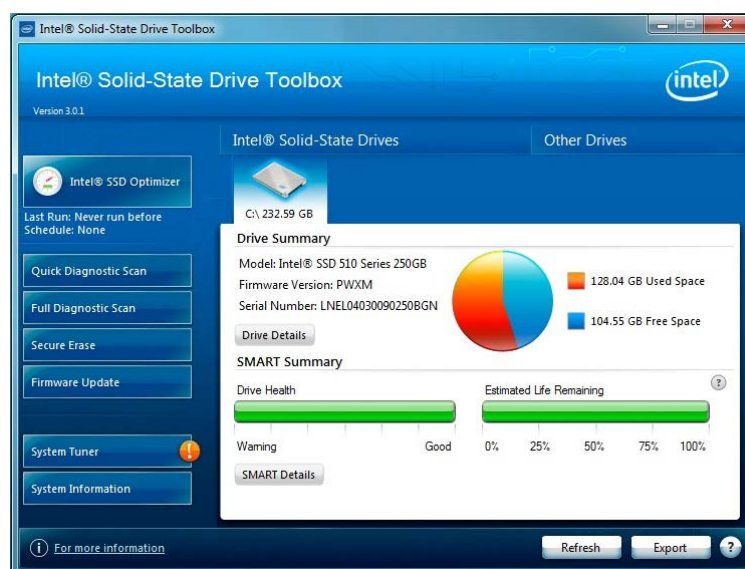 Intel® Solid-State Drive Toolbox
Intel® Solid-State Drive Toolbox
Version 3.0.1
intel
Intel® Solid-State Drives
Other Drives
Intel® SSD Optimizer
Last Run: Never run before
Schedule: None
Quick Diagnostic Scan
Full Diagnostic Scan
Secure Erase
Firmware Update
System Tuner
!
System Information
C:\ 232.59 GB
Drive Summary
Model: Intel® SSD 510 Series 250GB
Firmware Version: PWXM
Serial Number: LNEL04030090250BGN
Drive Details
128.04 GB Used Space
104.55 GB Free Space
SMART Summary
Drive Health
Warning Good
SMART Details
Estimated Life Remaining
?
0% 25% 50% 75% 100%
i For more information
Refresh
Export
?